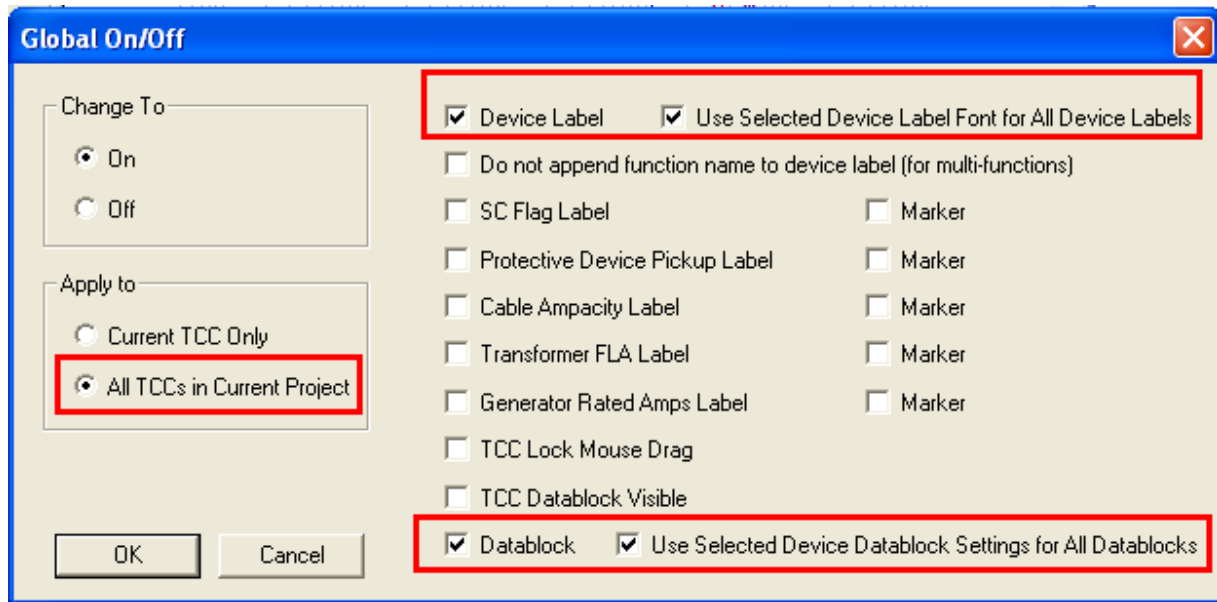 Global On/Off
Change To
On
Off
Apply to
Current TCC Only
All TCCs in Current Project
OK
Cancel
Device Label
Use Selected Device Label Font for All Device Labels
Do not append function name to device label (for multi-functions)
SC Flag Label
Marker
Protective Device Pickup Label
Marker
Cable Ampacity Label
Marker
Transformer FLA Label
Marker
Generator Rated Amps Label
Marker
TCC Lock Mouse Drag
TCC Datablock Visible
Datablock
Use Selected Device Datablock Settings for All Datablocks